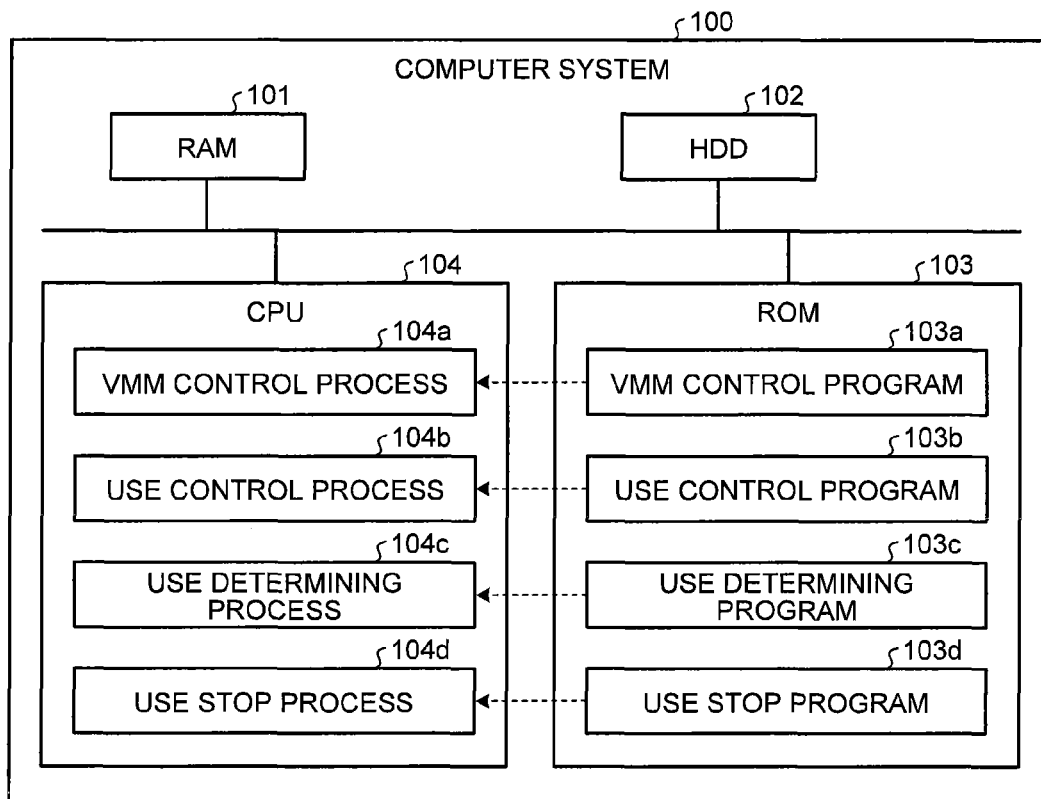 100
COMPUTER SYSTEM
101
102
RAM
HDD
104
103
CPU
ROM
104a
103a
VMM CONTROL PROCESS
VMM CONTROL PROGRAM
104b
103b
USE CONTROL PROCESS
USE CONTROL PROGRAM
104c
103c
USE DETERMINING
PROCESS
USE DETERMINING
PROGRAM
104d
103d
USE STOP PROCESS
USE STOP PROGRAM